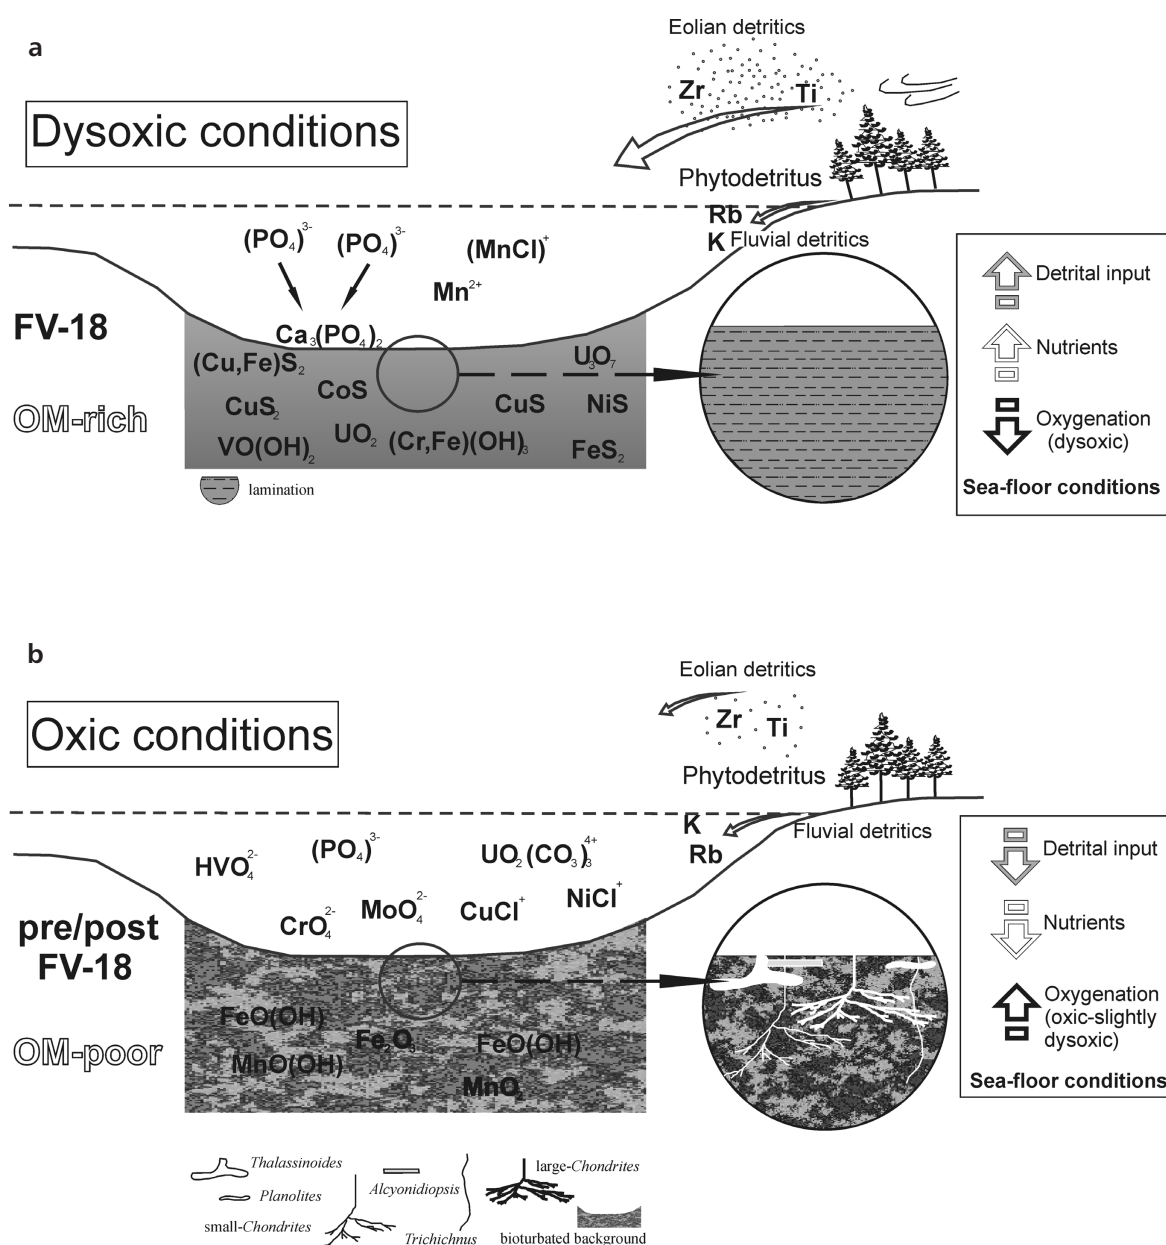 a
Eolian detritics
Zr Ti
Dysoxic conditions
Phytodetritus
Rb
K Fluvial detritics
(PO4)3- (PO4)3- (MnCl)+
Mn2+
FV-18
Ca3(PO4)2
(Cu,Fe)S2 U3O7
CoS
CuS2 CuS NiS
OM-rich
VO(OH)2 UO2 (Cr,Fe)(OH)3 FeS2
lamination
Detrital input
Nutrients
Oxygenation
(dysoxic)
Sea-floor conditions
b
Eolian detritics
Zr Ti
Oxic conditions
Phytodetritus
K Fluvial detritics
Rb
HVO42- (PO4)3- UO2(CO3)34+
CrO42- MoO42- CuCl+ NiCl+
pre/post
FV-18
FeO(OH)
Fe2O3 FeO(OH)
OM-poor
MnO(OH)
MnO2
Detrital input
Nutrients
Oxygenation
(oxic-slightly
dysoxic)
Sea-floor conditions
Thalassinoides
Planolites
small-Chondrites
Alcyonidiopsis
Trichichnus
large-Chondrites
bioturbated background